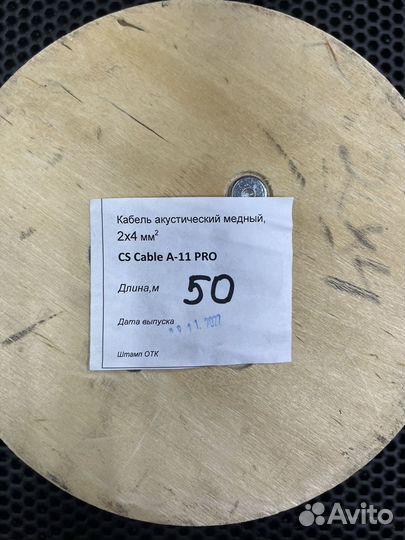 Кабель акустический медный,
2х4 мм²
CS Cable A-11 PRO
Длина,м 50
Дата выпуска
Штамп ОТК
Avito